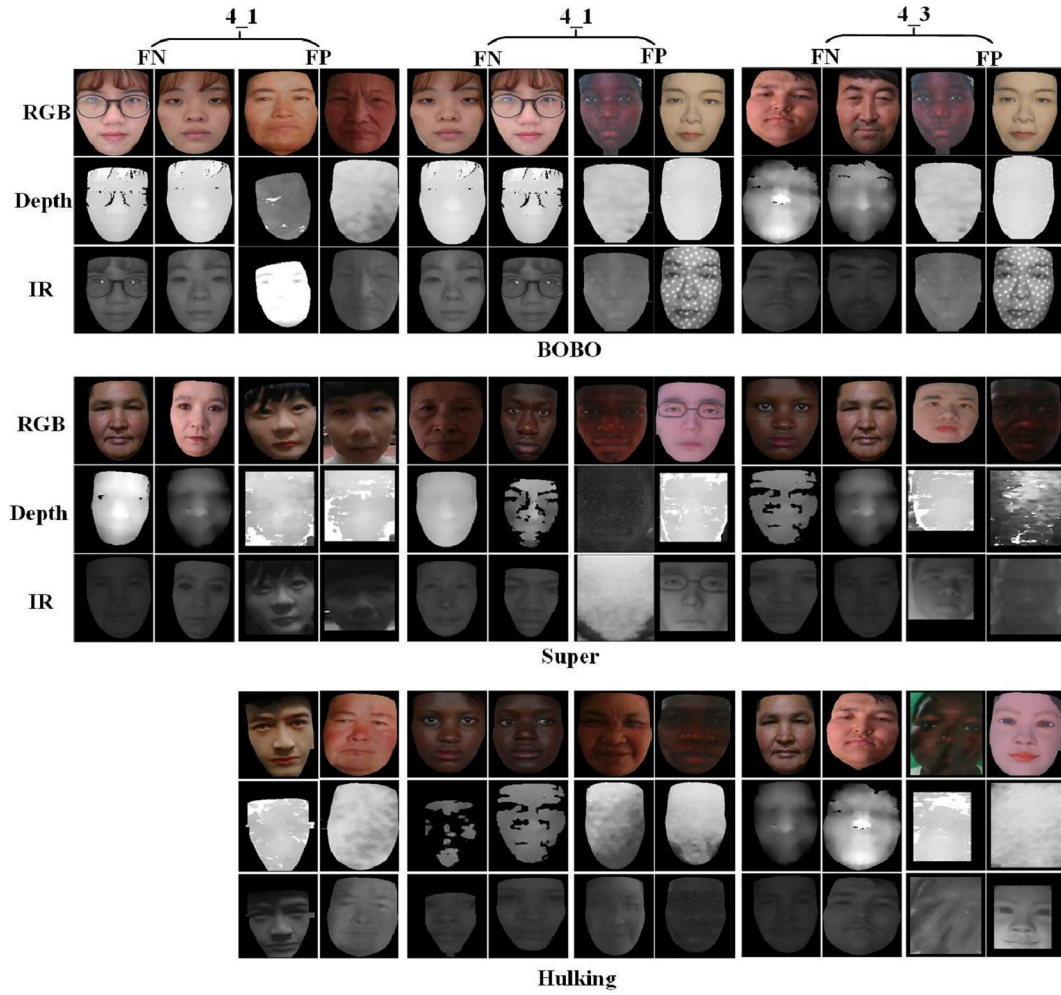 4_1 4_1 4_3
FN FP FN FP FN FP
RGB
Depth
IR
BOBO
RGB
Depth
IR
Super
Hulking